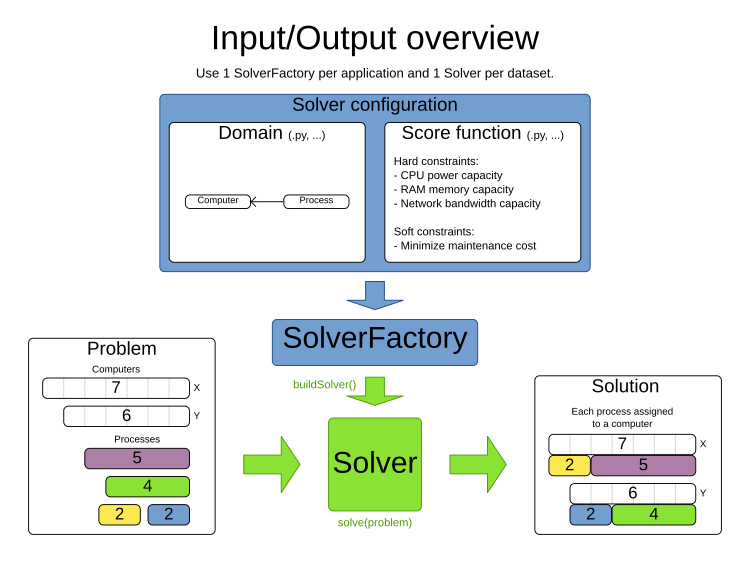 Input/Output overview
Use 1 SolverFactory per application and 1 Solver per dataset.
Solver configuration
Domain (.py, ...)
Computer
Process
Score function (.py, ...)
Hard constraints:
- CPU power capacity
- RAM memory capacity
- Network bandwidth capacity
Soft constraints:
- Minimize maintenance cost
SolverFactory
buildSolver()
Problem
Computers
7 X
6 Y
Processes
5
4
2 2
Solver
solve(problem)
Solution
Each process assigned
to a computer
7 X
2 5
6 Y
2 4